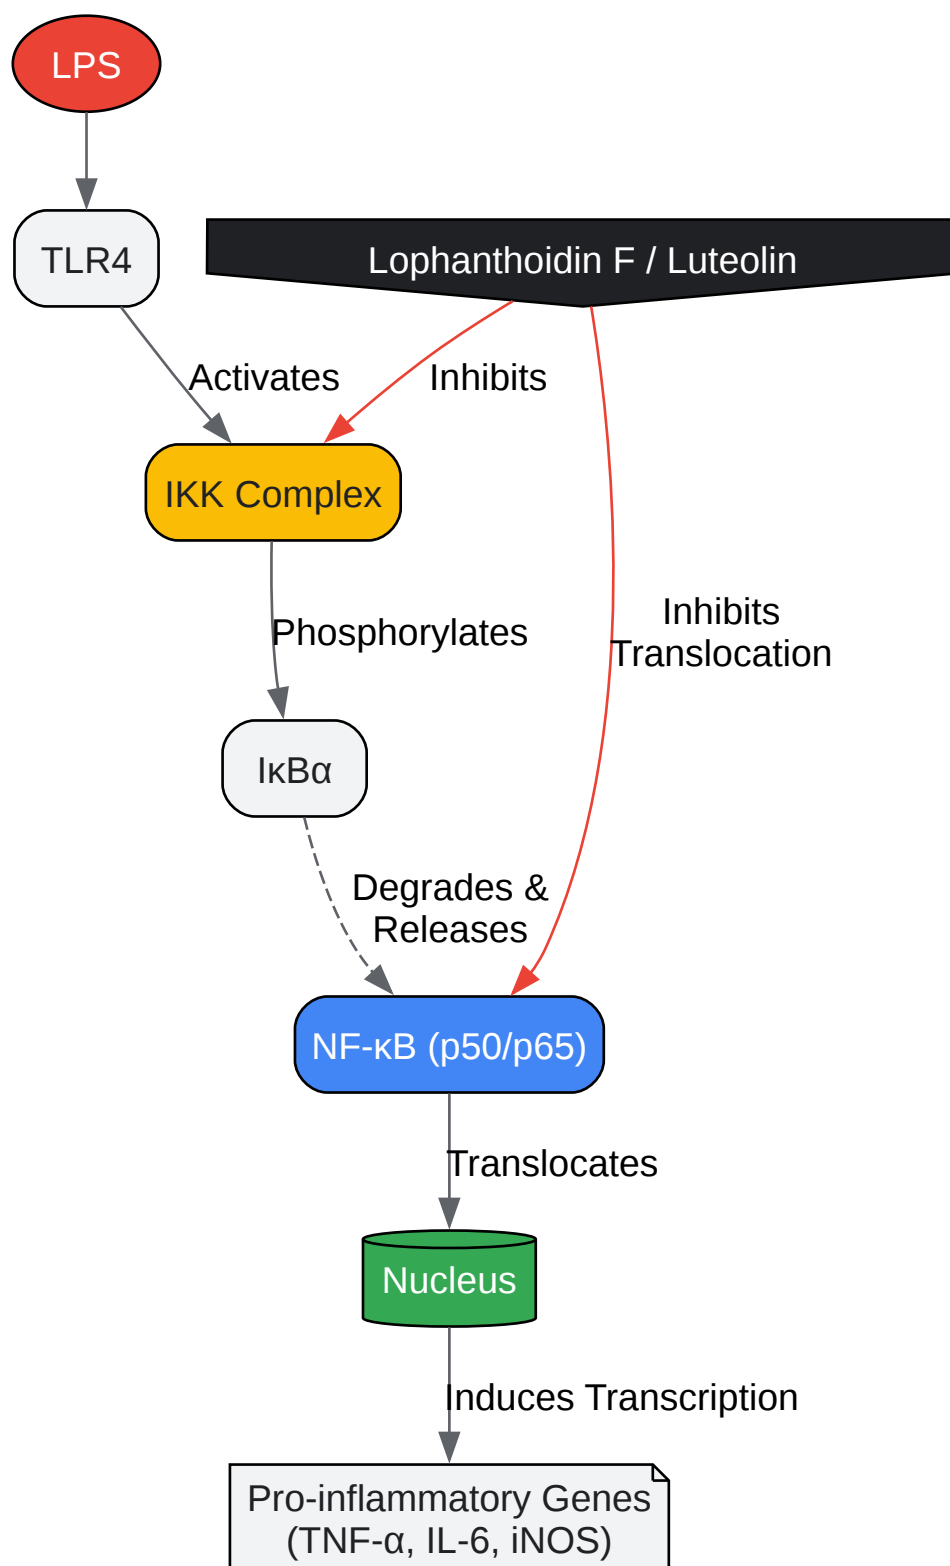 LPS
TLR4
Lophanthoidin F / Luteolin
Activates
Inhibits
IKK Complex
Phosphorylates
Inhibits
Translocation
IκBα
Degrades &
Releases
NF-κB (p50/p65)
Translocates
Nucleus
Induces Transcription
Pro-inflammatory Genes
(TNF-α, IL-6, iNOS)